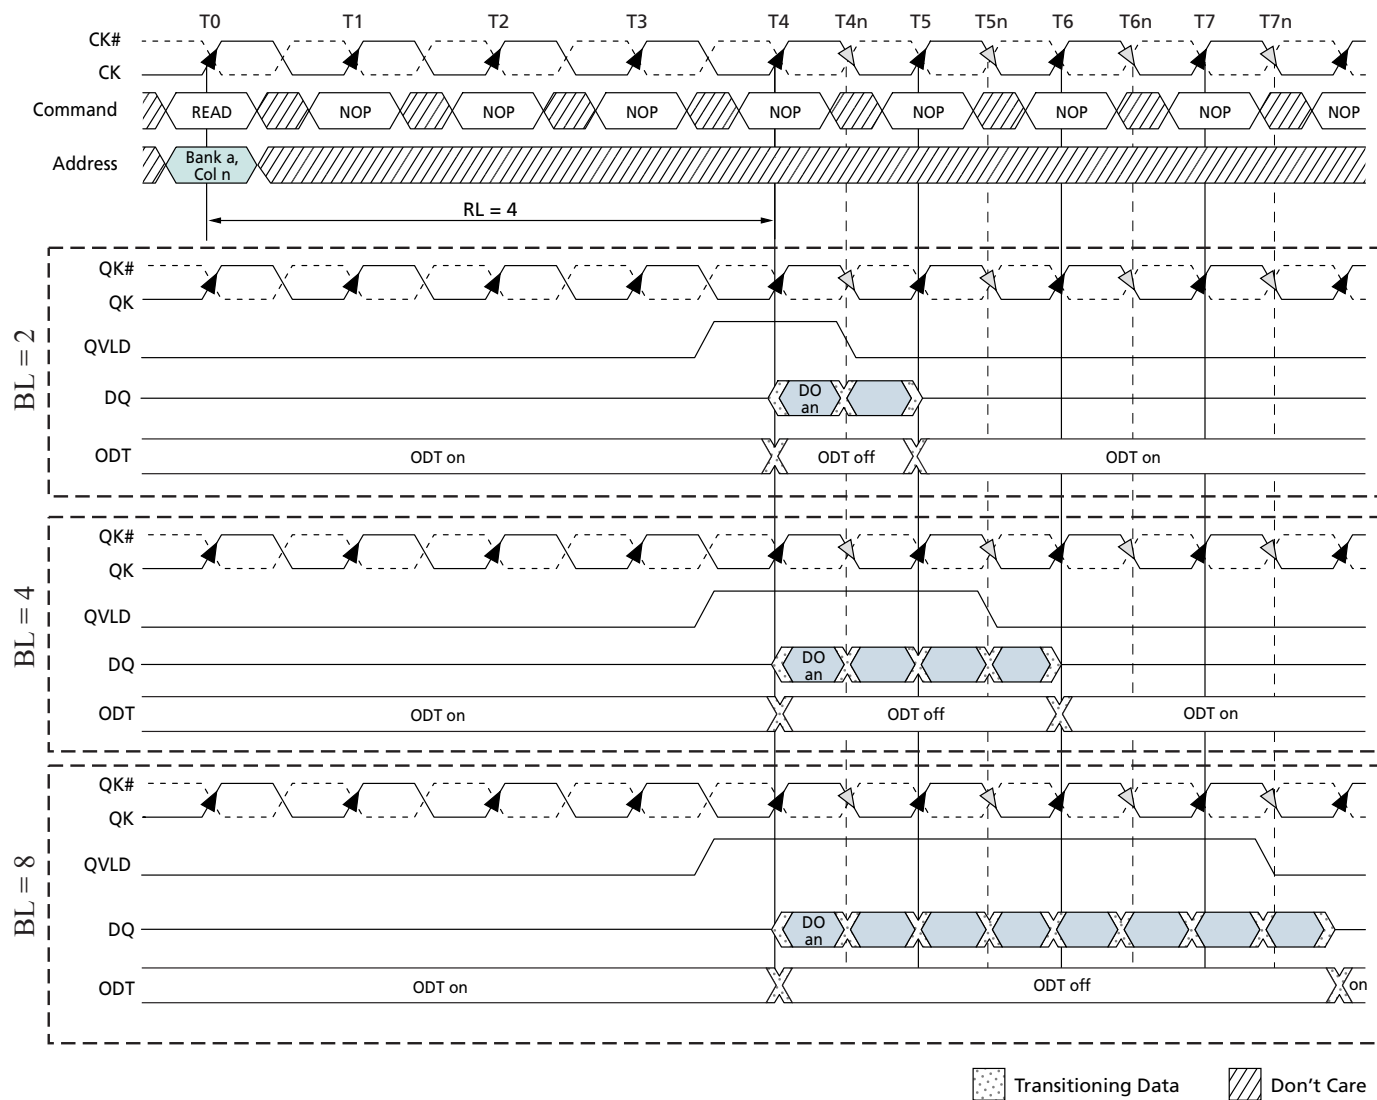 T0 T1 T2 T3 T4 T4n T5 T5n T6 T6n T7 T7n
CK#
CK
Command READ NOP NOP NOP NOP NOP NOP NOP NOP
Address Bank a,
Col n
RL = 4
BL = 2
QK#
QK
QVLD
DQ DO
an
ODT ODT on ODT off ODT on
BL = 4
QK#
QK
QVLD
DQ DO
an
ODT ODT on ODT off ODT on
BL = 8
QK#
QK
QVLD
DQ DO
an
ODT ODT on ODT off on
Transitioning Data Don't Care